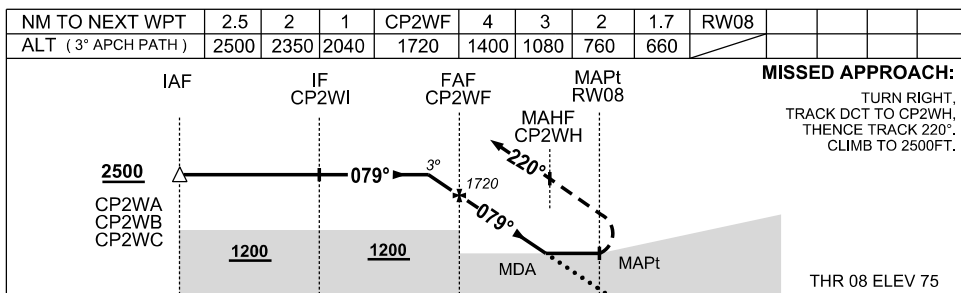 NM TO NEXT WPT 2.5 2 1 CP2WF 4 3 2 1.7 RW08
ALT ( 3° APCH PATH ) 2500 2350 2040 1720 1400 1080 760 660
MISSED APPROACH:
TURN RIGHT,
TRACK DCT TO CP2WH,
THENCE TRACK 220°.
CLIMB TO 2500FT.
IAF
IF
CP2WI
FAF
CP2WF
MAPt
RW08
MAHF
CP2WH
2500
CP2WA
CP2WB
CP2WC
079°
3°
1720
079°
220°
1200
1200
MDA
MAPt
THR 08 ELEV 75